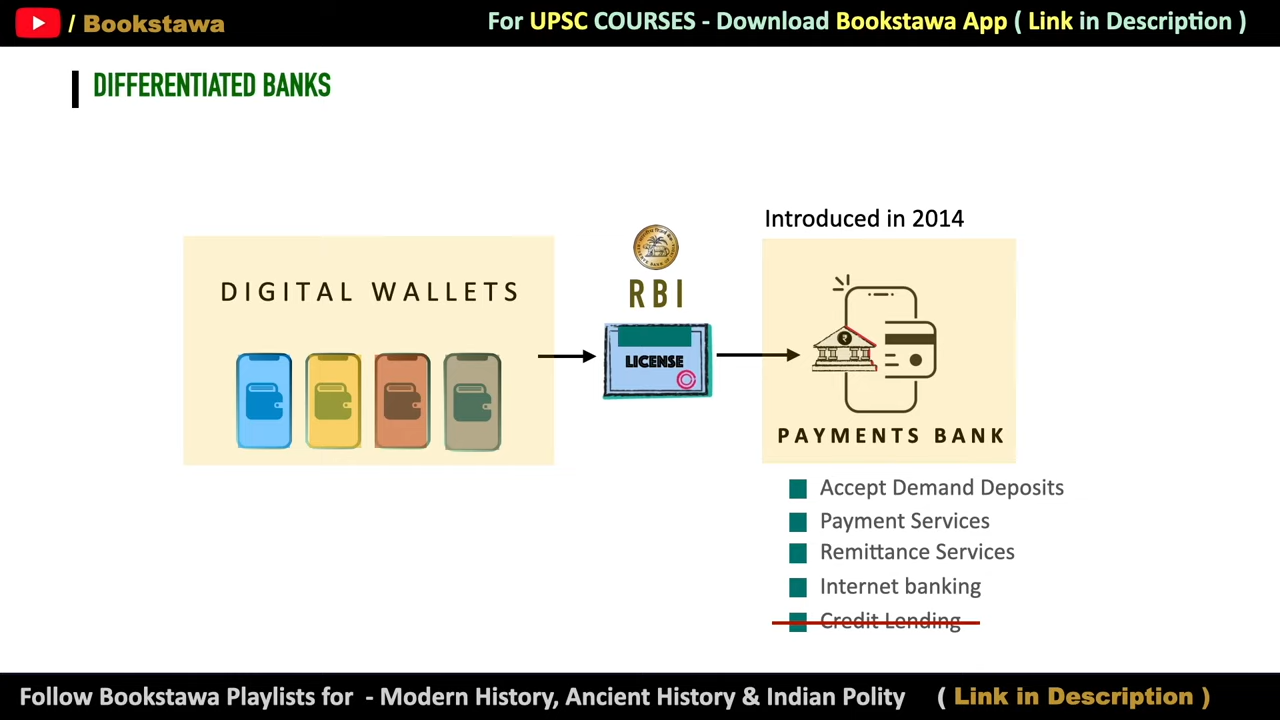 / Bookstawa
For UPSC COURSES - Download Bookstawa App ( Link in Description )
DIFFERENTIATED BANKS
Introduced in 2014
DIGITAL WALLETS
RBI
LICENSE
PAYMENTS BANK
Accept Demand Deposits
Payment Services
Remittance Services
Internet banking
Credit Lending
Follow Bookstawa Playlists for - Modern History, Ancient History & Indian Polity ( Link in Description )